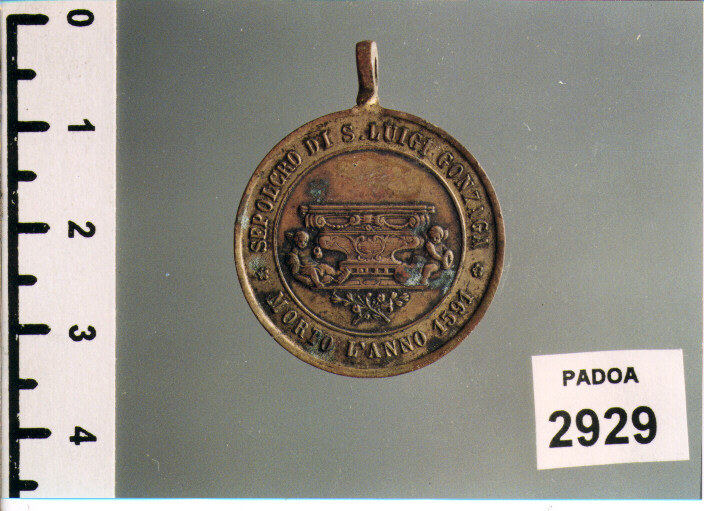 0
1
2
3
4
SEPOLCRO DI S. LUIGI GONZAGA
MORTO L'ANNO 1591
PADOA
2929